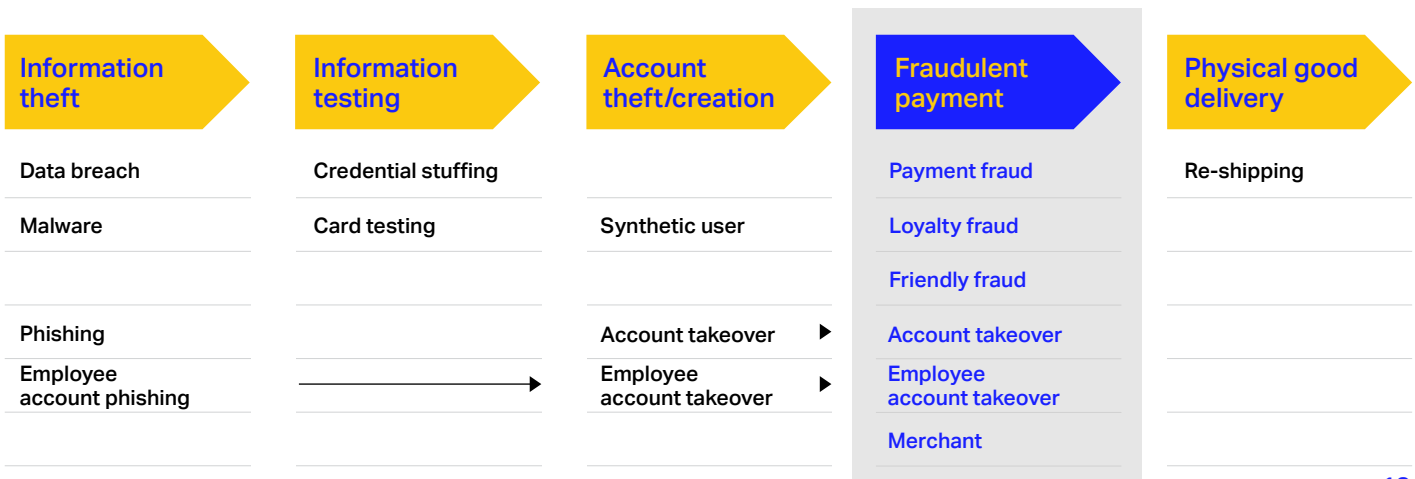 Information
theft
Information
testing
Account
theft/creation
Fraudulent
payment
Physical good
delivery
Data breach
Credential stuffing
Payment fraud
Re-shipping
Malware
Card testing
Synthetic user
Loyalty fraud
Friendly fraud
Phishing
Account takeover
Account takeover
Employee
account phishing
Employee
account takeover
Employee
account takeover
Merchant